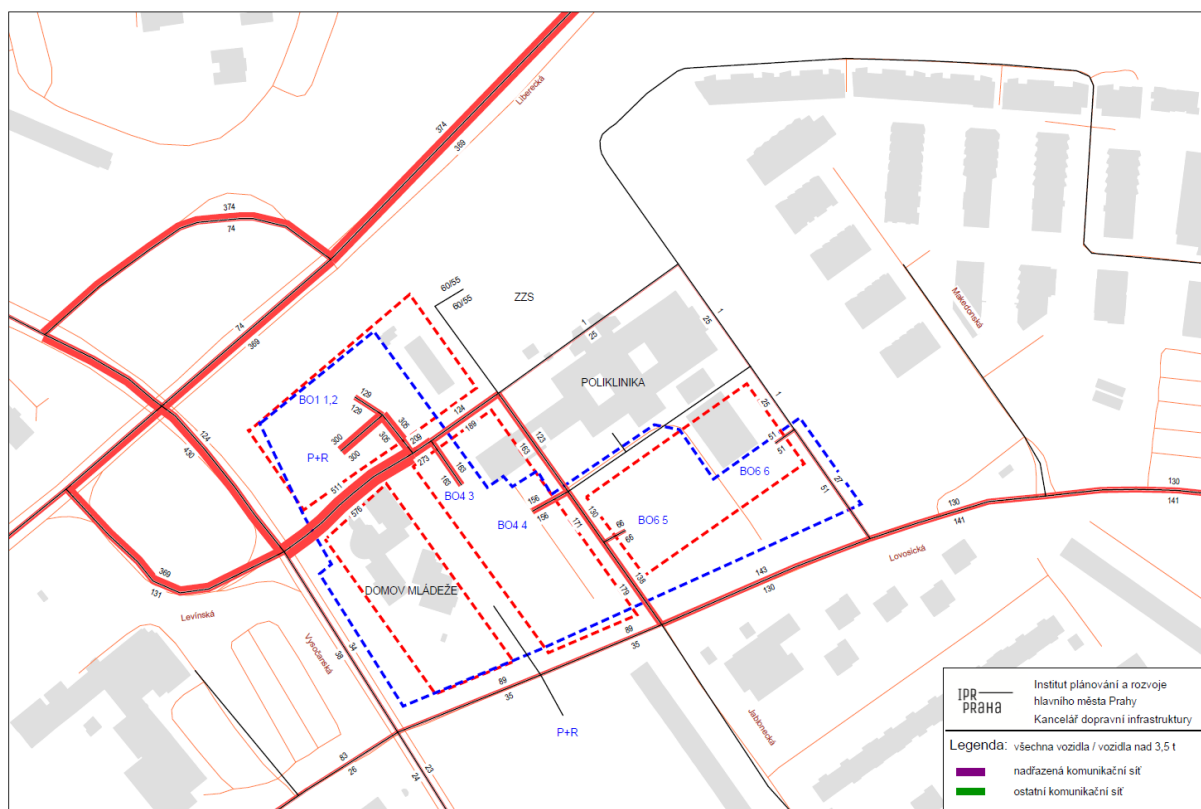 Liberecká
374
369
374
74
74
369
60/55
60/55
ZZS
1
25
1
25
Makedonská
POLIKLINIKA
BO1 1,2
129
129
305
305
300
300
P+R
124
209
189
273
163
163
BO4 3
123
163
124
430
511
576
156
156
BO4 4
130
171
1
25
51
51
BO6 6
27
51
BO6 5
66
66
138
179
130
141
130
141
Lovosická
143
130
DOMOV MLÁDEŽE
369
131
Levínská
Vysočanská
34
38
89
35
89
35
P+R
Jablonecká
83
26
23
24
IPR
PRAHA
Institut plánování a rozvoje
hlavního města Prahy
Kancelář dopravní infrastruktury
Legenda: všechna vozidla / vozidla nad 3,5 t
nadřazená komunikační síť
ostatní komunikační síť